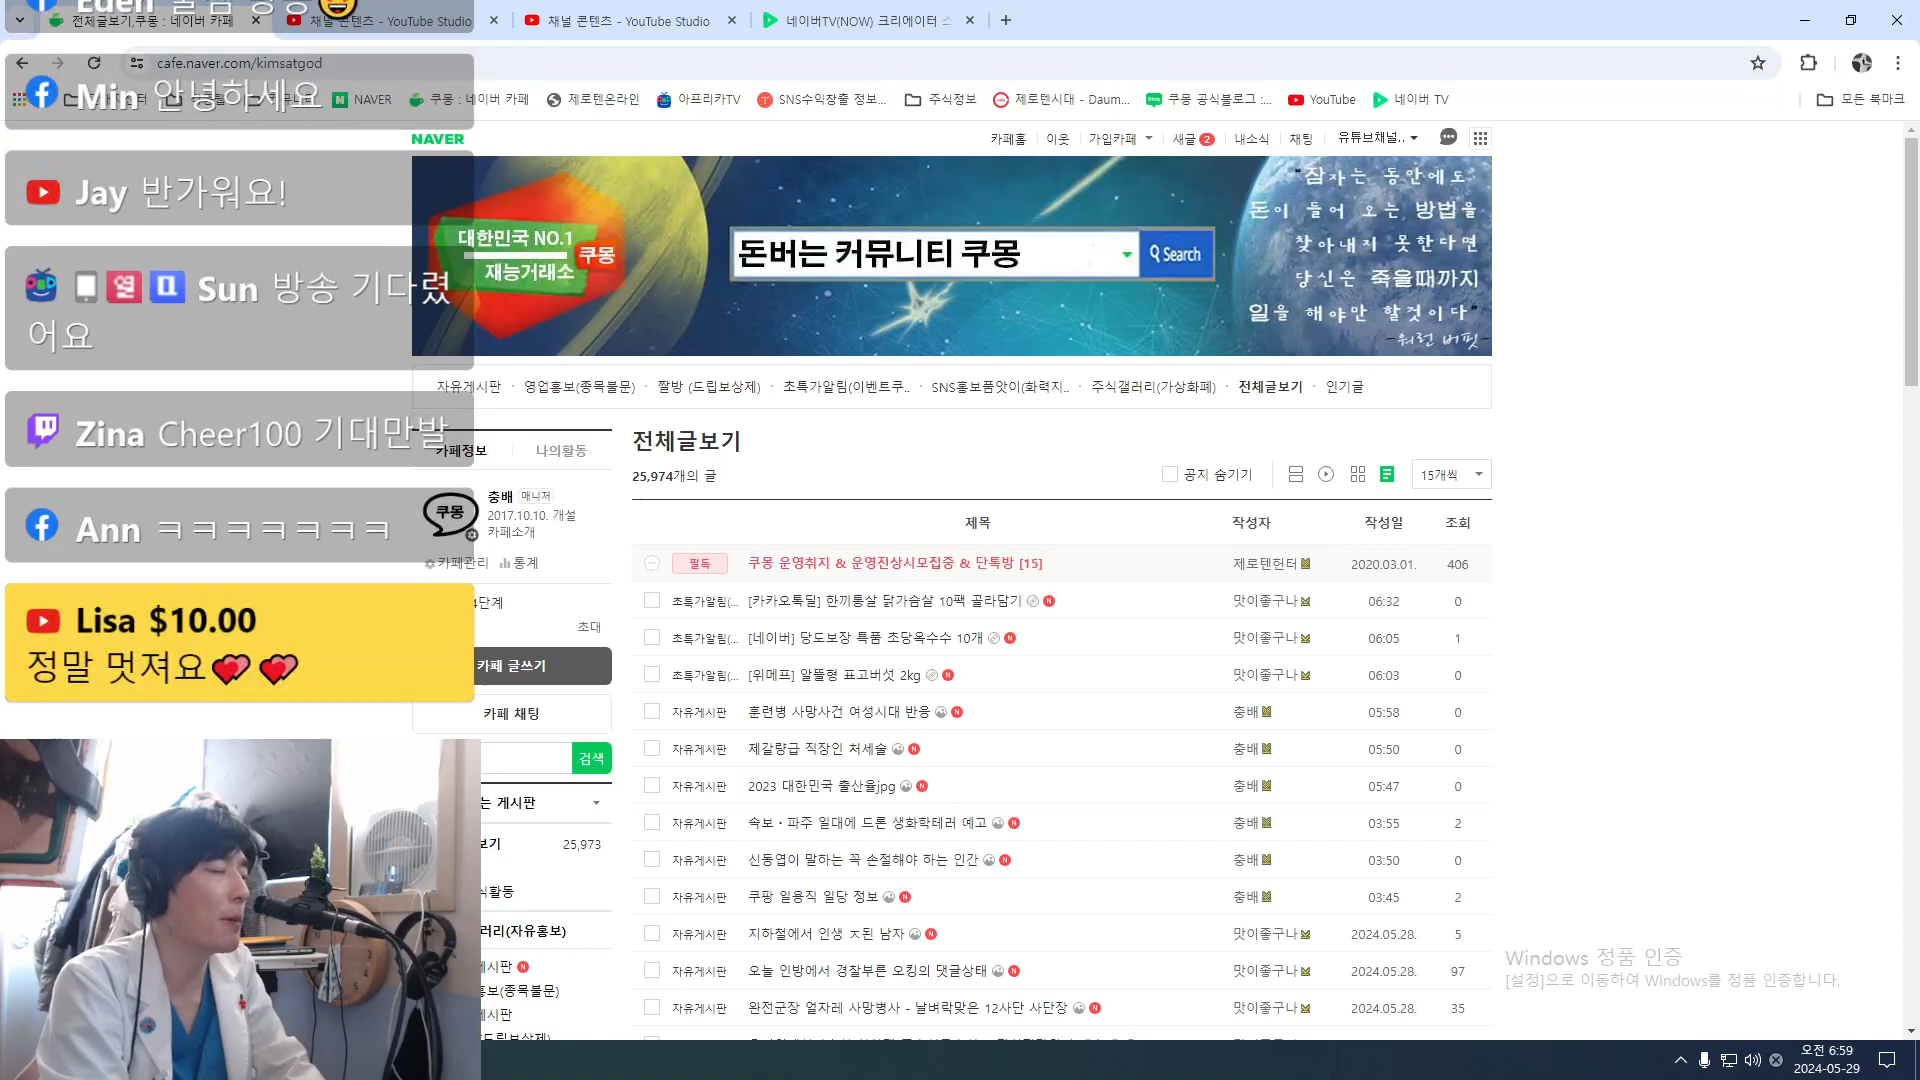 전체글보기,쿠몽 : 네이버 카페
채널 콘텐츠 - YouTube Studio
채널 콘텐츠 - YouTube Studio
네이버TV(NOW) 크리에이터 스
cafe.naver.com/kimsatgod
NAVER
쿠몽 : 네이버 카페
제로텐온라인
아프리카TV
SNS수익창출 정보...
주식정보
제로텐시대 - Daum...
쿠몽 공식블로그 :...
YouTube
네이버 TV
모든 북마크
Eden
Min 안녕하세요
Jay 반가워요!
열 미 Sun 방송 기다렸
어요
Zina Cheer100 기대만발
Ann ㅋㅋㅋㅋㅋㅋㅋ
Lisa $10.00
정말 멋져요
NAVER
카페홈
이웃
가입카페
새글 2
내소식
채팅
유튜브채널..
대한민국 NO.1
재능거래소
쿠몽
돈버는 커뮤니티 쿠몽
Search
"잠자는 동안에도
돈이 들어 오는 방법을
찾아내지 못한다면
당신은 죽을때까지
일을 해야만 할것이다"
-워런 버핏-
자유게시판 · 영업홍보(종목불문) · 짤방 (드립보상제) · 초특가알림(이벤트쿠.. · SNS홍보품앗이(화력지.. · 주식갤러리(가상화폐) · 전체글보기 · 인기글
카페정보
나의활동
쿠몽
충배 매니저
2017.10.10. 개설
카페소개
카페관리
통계
4단계
초대
카페 글쓰기
카페 채팅
검색
는 게시판
보기 25,973
식활동
러리(자유홍보)
게시판 N
홍보(종목불문)
게시판
전체글보기
25,974개의 글
공지 숨기기
15개씩
제목 작성자 작성일 조회
필독 쿠몽 운영취지 & 운영진상시모집중 & 단톡방 [15] 제로텐헌터 2020.03.01. 406
초특가알림(... [카카오톡딜] 한끼통살 닭가슴살 10팩 골라담기 N 맛이좋구나 06:32 0
초특가알림(... [네이버] 당도보장 특품 초당옥수수 10개 N 맛이좋구나 06:05 1
초특가알림(... [위메프] 알뜰형 표고버섯 2kg N 맛이좋구나 06:03 0
자유게시판 훈련병 사망사건 여성시대 반응 N 충배 05:58 0
자유게시판 제갈량급 직장인 처세술 N 충배 05:50 0
자유게시판 2023 대한민국 출산율jpg N 충배 05:47 0
자유게시판 속보・파주 일대에 드론 생화학테러 예고 N 충배 03:55 2
자유게시판 신동엽이 말하는 꼭 손절해야 하는 인간 N 충배 03:50 0
자유게시판 쿠팡 일용직 일당 정보 N 충배 03:45 2
자유게시판 지하철에서 인생 ㅈ된 남자 N 맛이좋구나 2024.05.28. 5
자유게시판 오늘 인방에서 경찰부른 오킹의 댓글상태 N 맛이좋구나 2024.05.28. 97
자유게시판 완전군장 얼차레 사망병사 - 날벼락맞은 12사단 사단장 N 맛이좋구나 2024.05.28. 35
Windows 정품 인증
[설정]으로 이동하여 Windows를 정품 인증합니다.
오전 6:59
2024-05-29